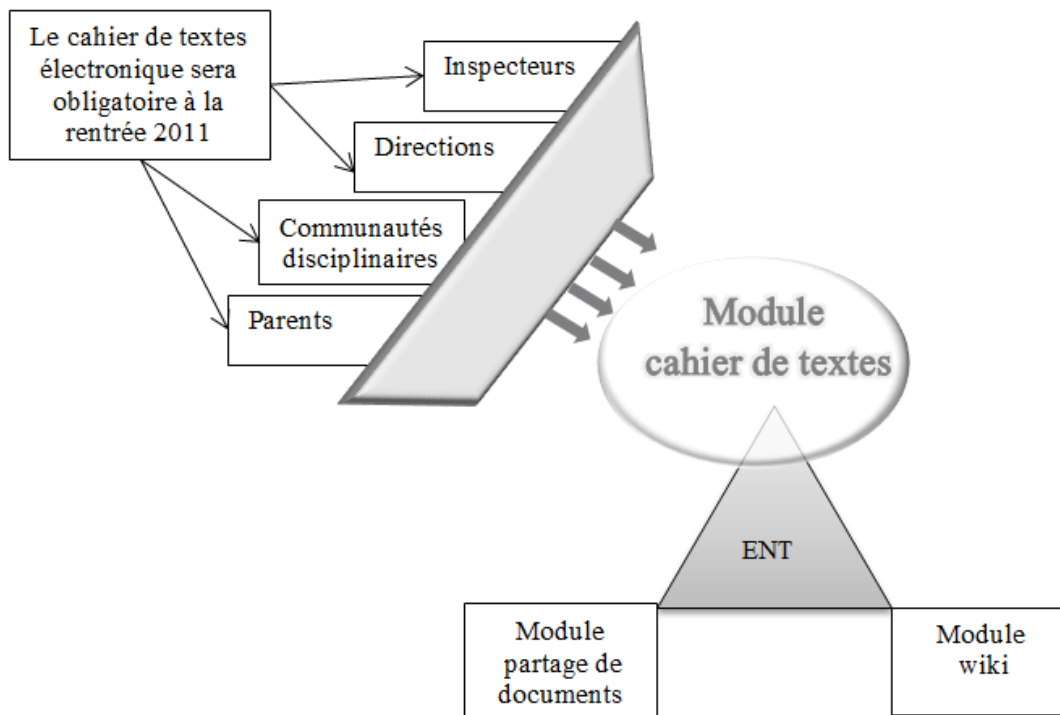 Le cahier de textes
électronique sera
obligatoire à la
rentrée 2011
Inspecteurs
Directions
Communautés
disciplinaires
Parents
Module
cahier de textes
ENT
Module
partage de
documents
Module
wiki